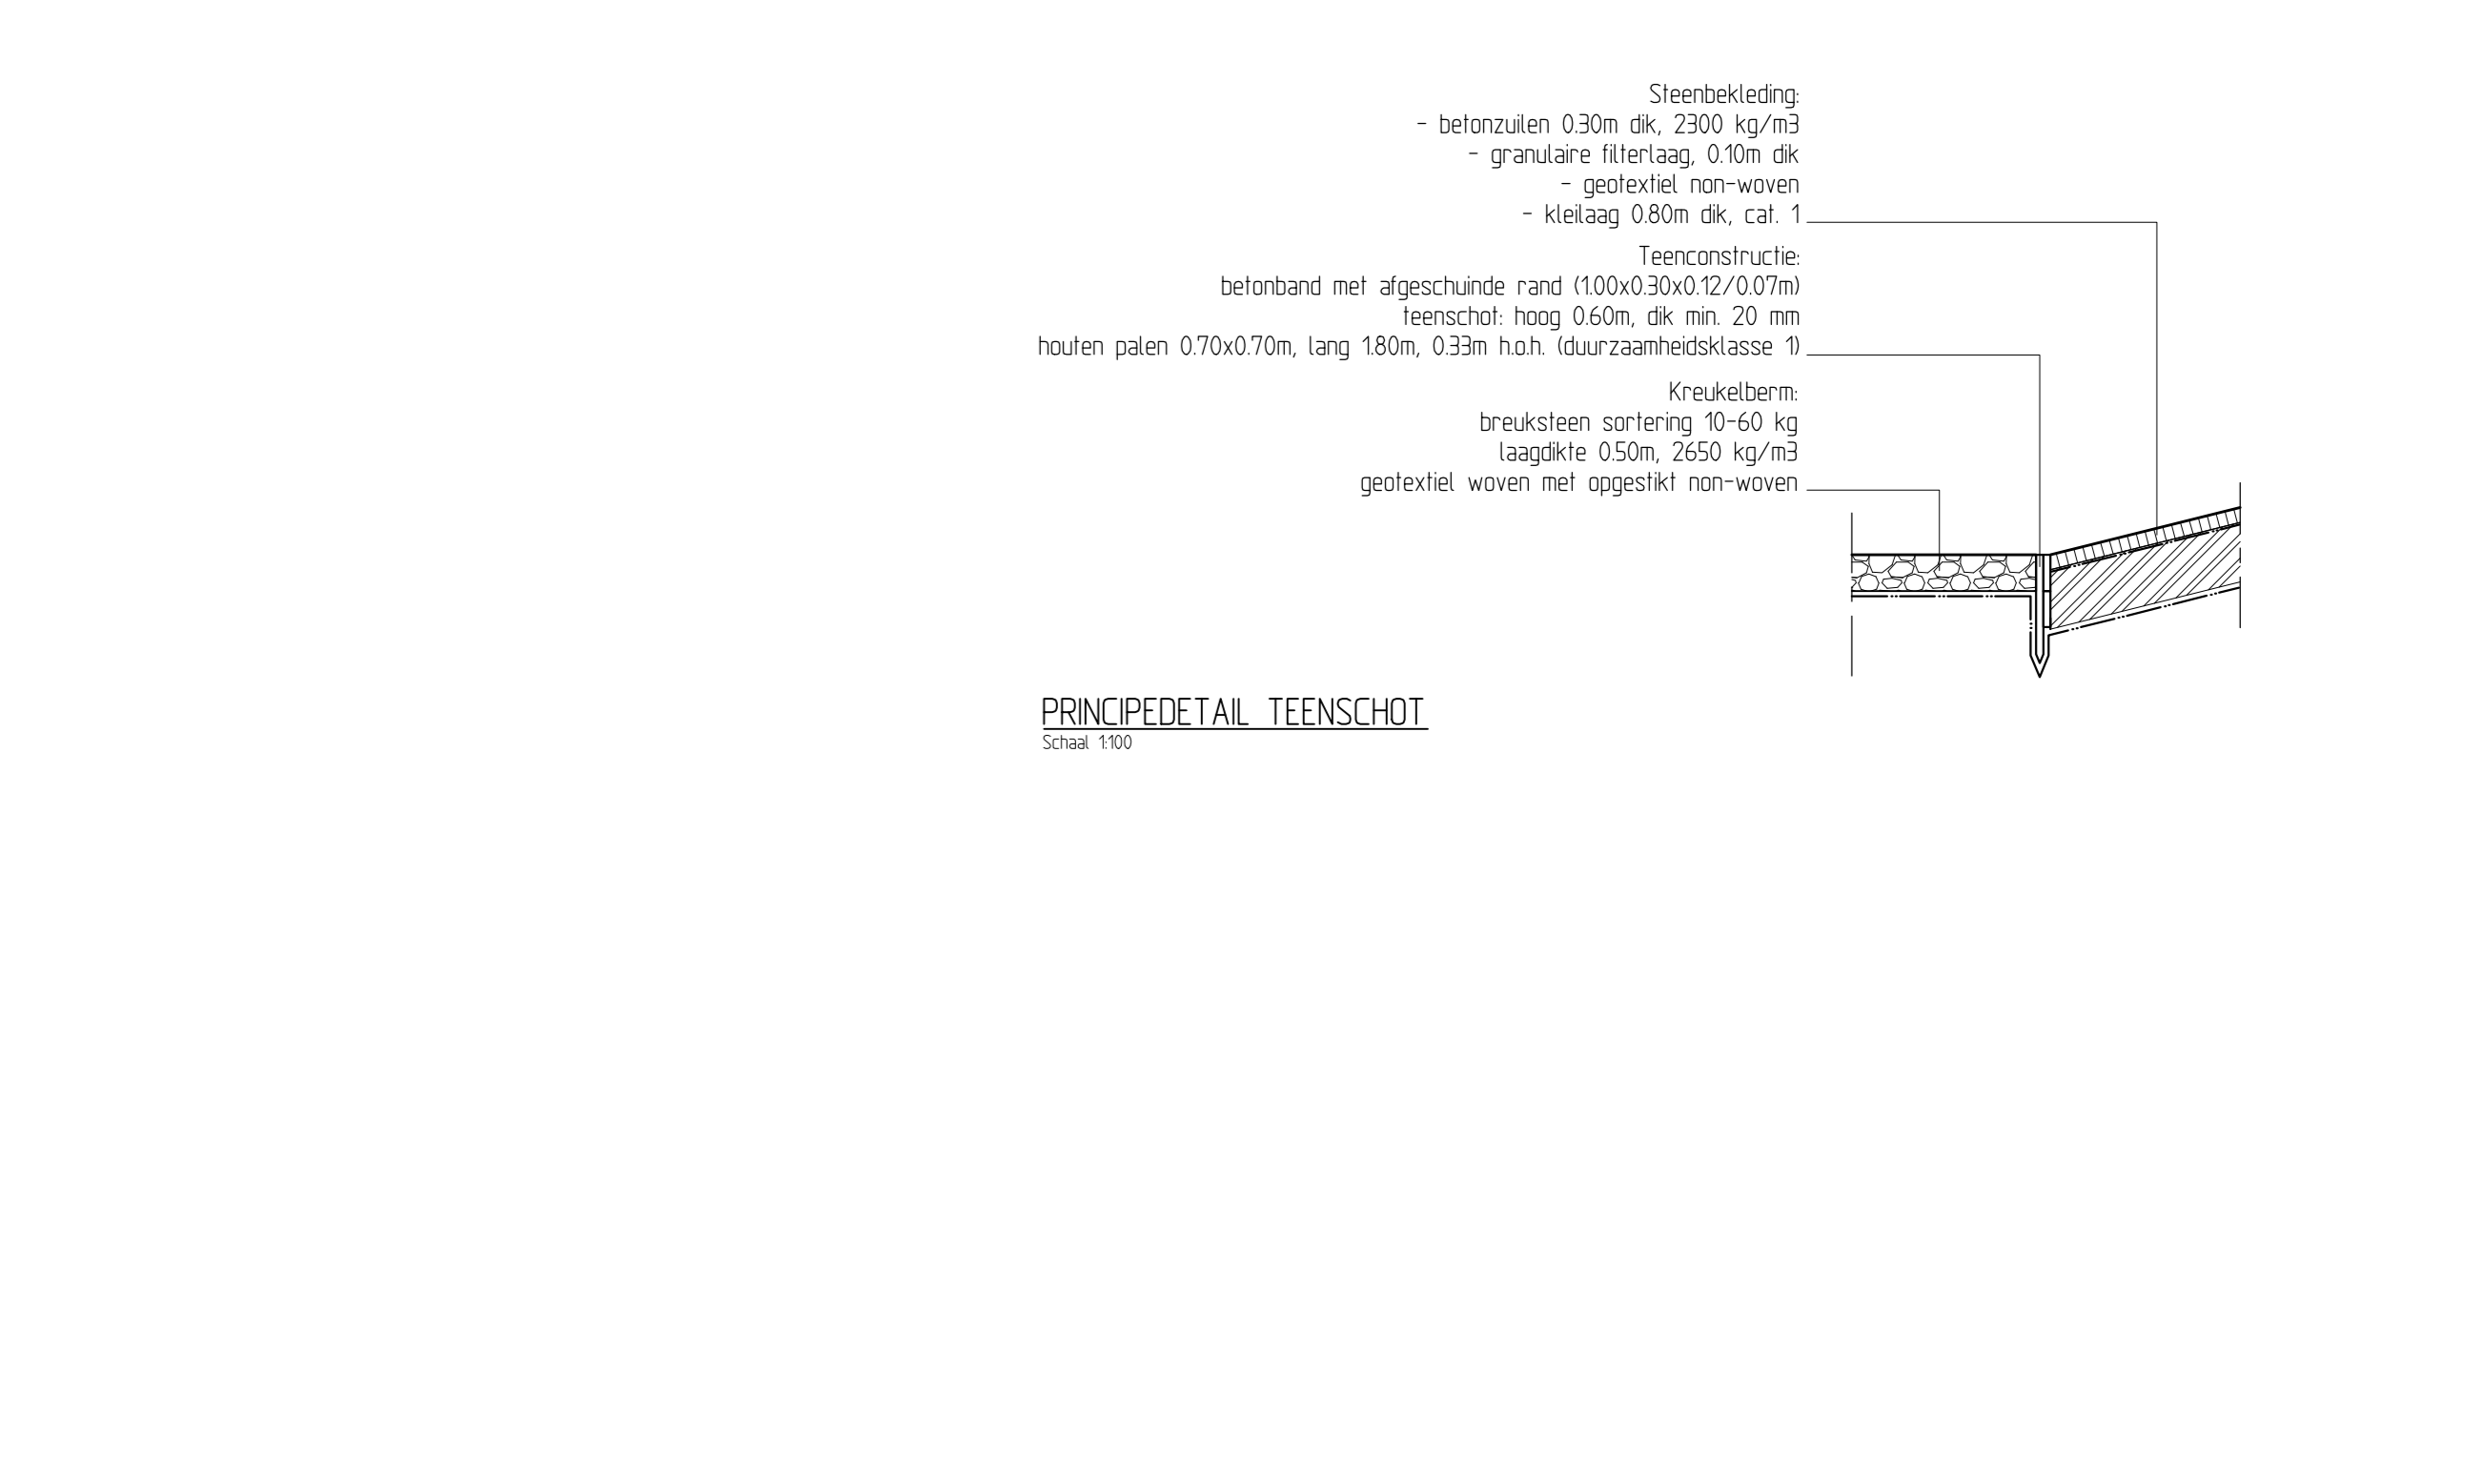 Steenbekleding:
- betonzuilen 0.30m dik, 2300 kg/m3
- granulaire filterlaag, 0.10m dik
- geotextiel non-woven
- kleilaag 0.80m dik, cat. 1
Teenconstructie:
betonband met afgeschuinde rand (1.00x0.30x0.12/0.07m)
teenschot: hoog 0.60m, dik min. 20 mm
houten palen 0.70x0.70m, lang 1.80m, 0.33m h.o.h. (duurzaamheidsklasse 1)
Kreukelberm:
breuksteen sortering 10-60 kg
laagdikte 0.50m, 2650 kg/m3
geotextiel woven met opgestikt non-woven
PRINCIPEDETAIL TEENSCHOT
Schaal 1:100